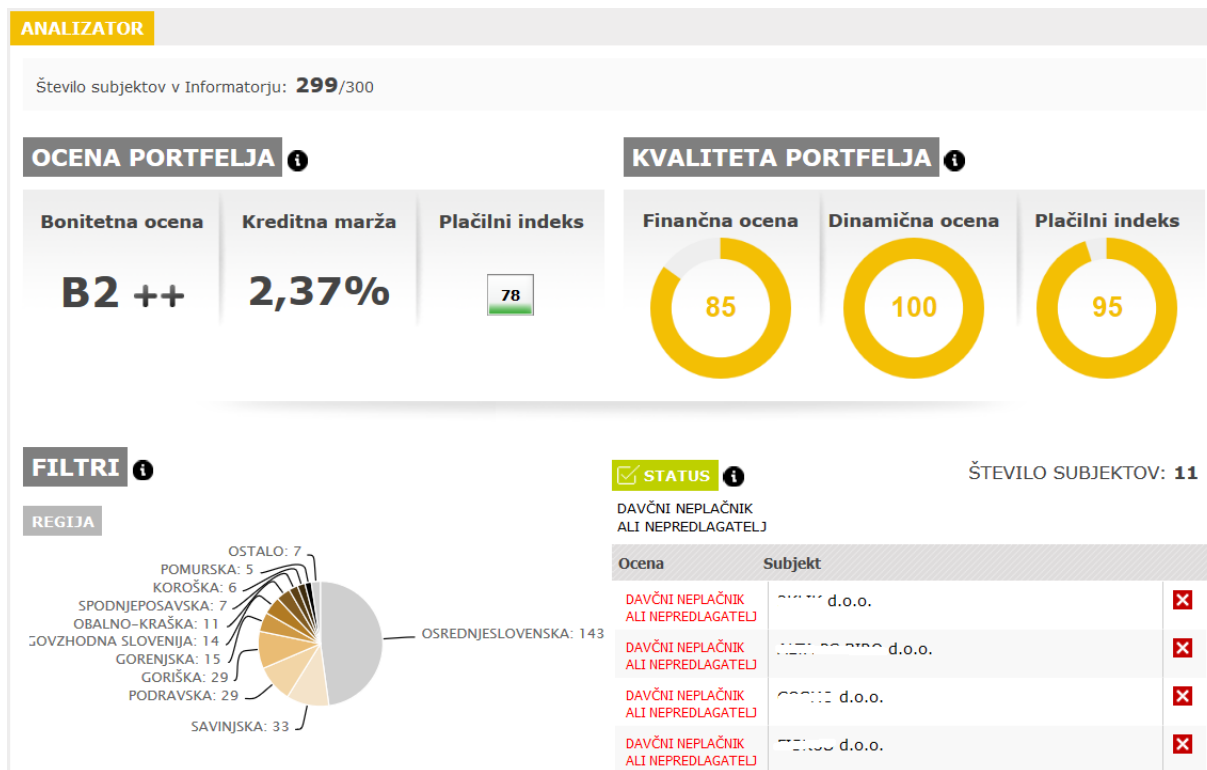 ANALIZATOR
Število subjektov v Informatorju: 299/300
OCENA PORTFELJA
Bonitetna ocena
Kreditna marža
Plačilni indeks
B2 ++
2,37%
78
KVALITETA PORTFELJA
Finančna ocena
Dinamična ocena
Plačilni indeks
85
100
95
FILTRI
REGIJA
OSTALO: 7
POMURSKA: 5
KOROŠKA: 6
SPODNJEPOSAVSKA: 7
OBALNO-KRAŠKA: 11
GOVZHODNA SLOVENIJA: 14
GORENJSKA: 15
GORIŠKA: 29
PODRAVSKA: 29
SAVINJSKA: 33
OSREDNJESLOVENSKA: 143
STATUS
ŠTEVILO SUBJEKTOV: 11
DAVČNI NEPLAČNIK
ALI NEPREDLAGATELJ
Ocena Subjekt
DAVČNI NEPLAČNIK
ALI NEPREDLAGATELJ
d.o.o.
DAVČNI NEPLAČNIK
ALI NEPREDLAGATELJ
d.o.o.
DAVČNI NEPLAČNIK
ALI NEPREDLAGATELJ
d.o.o.
DAVČNI NEPLAČNIK
ALI NEPREDLAGATELJ
d.o.o.